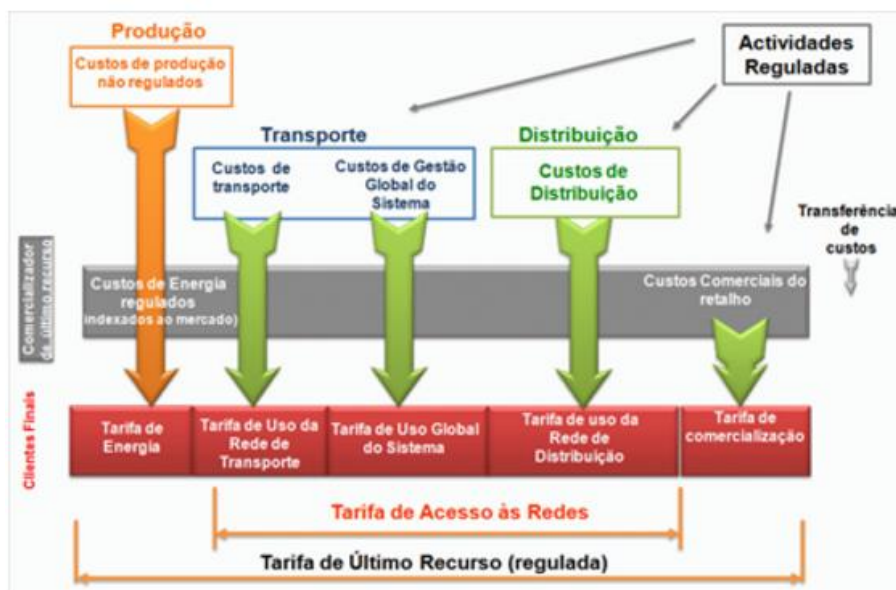 Produção
Custos de produção
não regulados
Actividades
Reguladas
Transporte
Custos de
transporte
Custos de Gestão
Global do
Sistema
Distribuição
Custos de
Distribuição
Transferência
de
custos
Comercializador
de último recurso
Custos de Energia
regulados
indexados ao mercado)
Custos Comerciais do
retalho
Clientes Finais
Tarifa de
Energia
Tarifa de Uso da
Rede de
Transporte
Tarifa de Uso Global
do Sistema
Tarifa de uso da
Rede de
Distribuição
Tarifa de
comercialização
Tarifa de Acesso às Redes
Tarifa de Último Recurso (regulada)